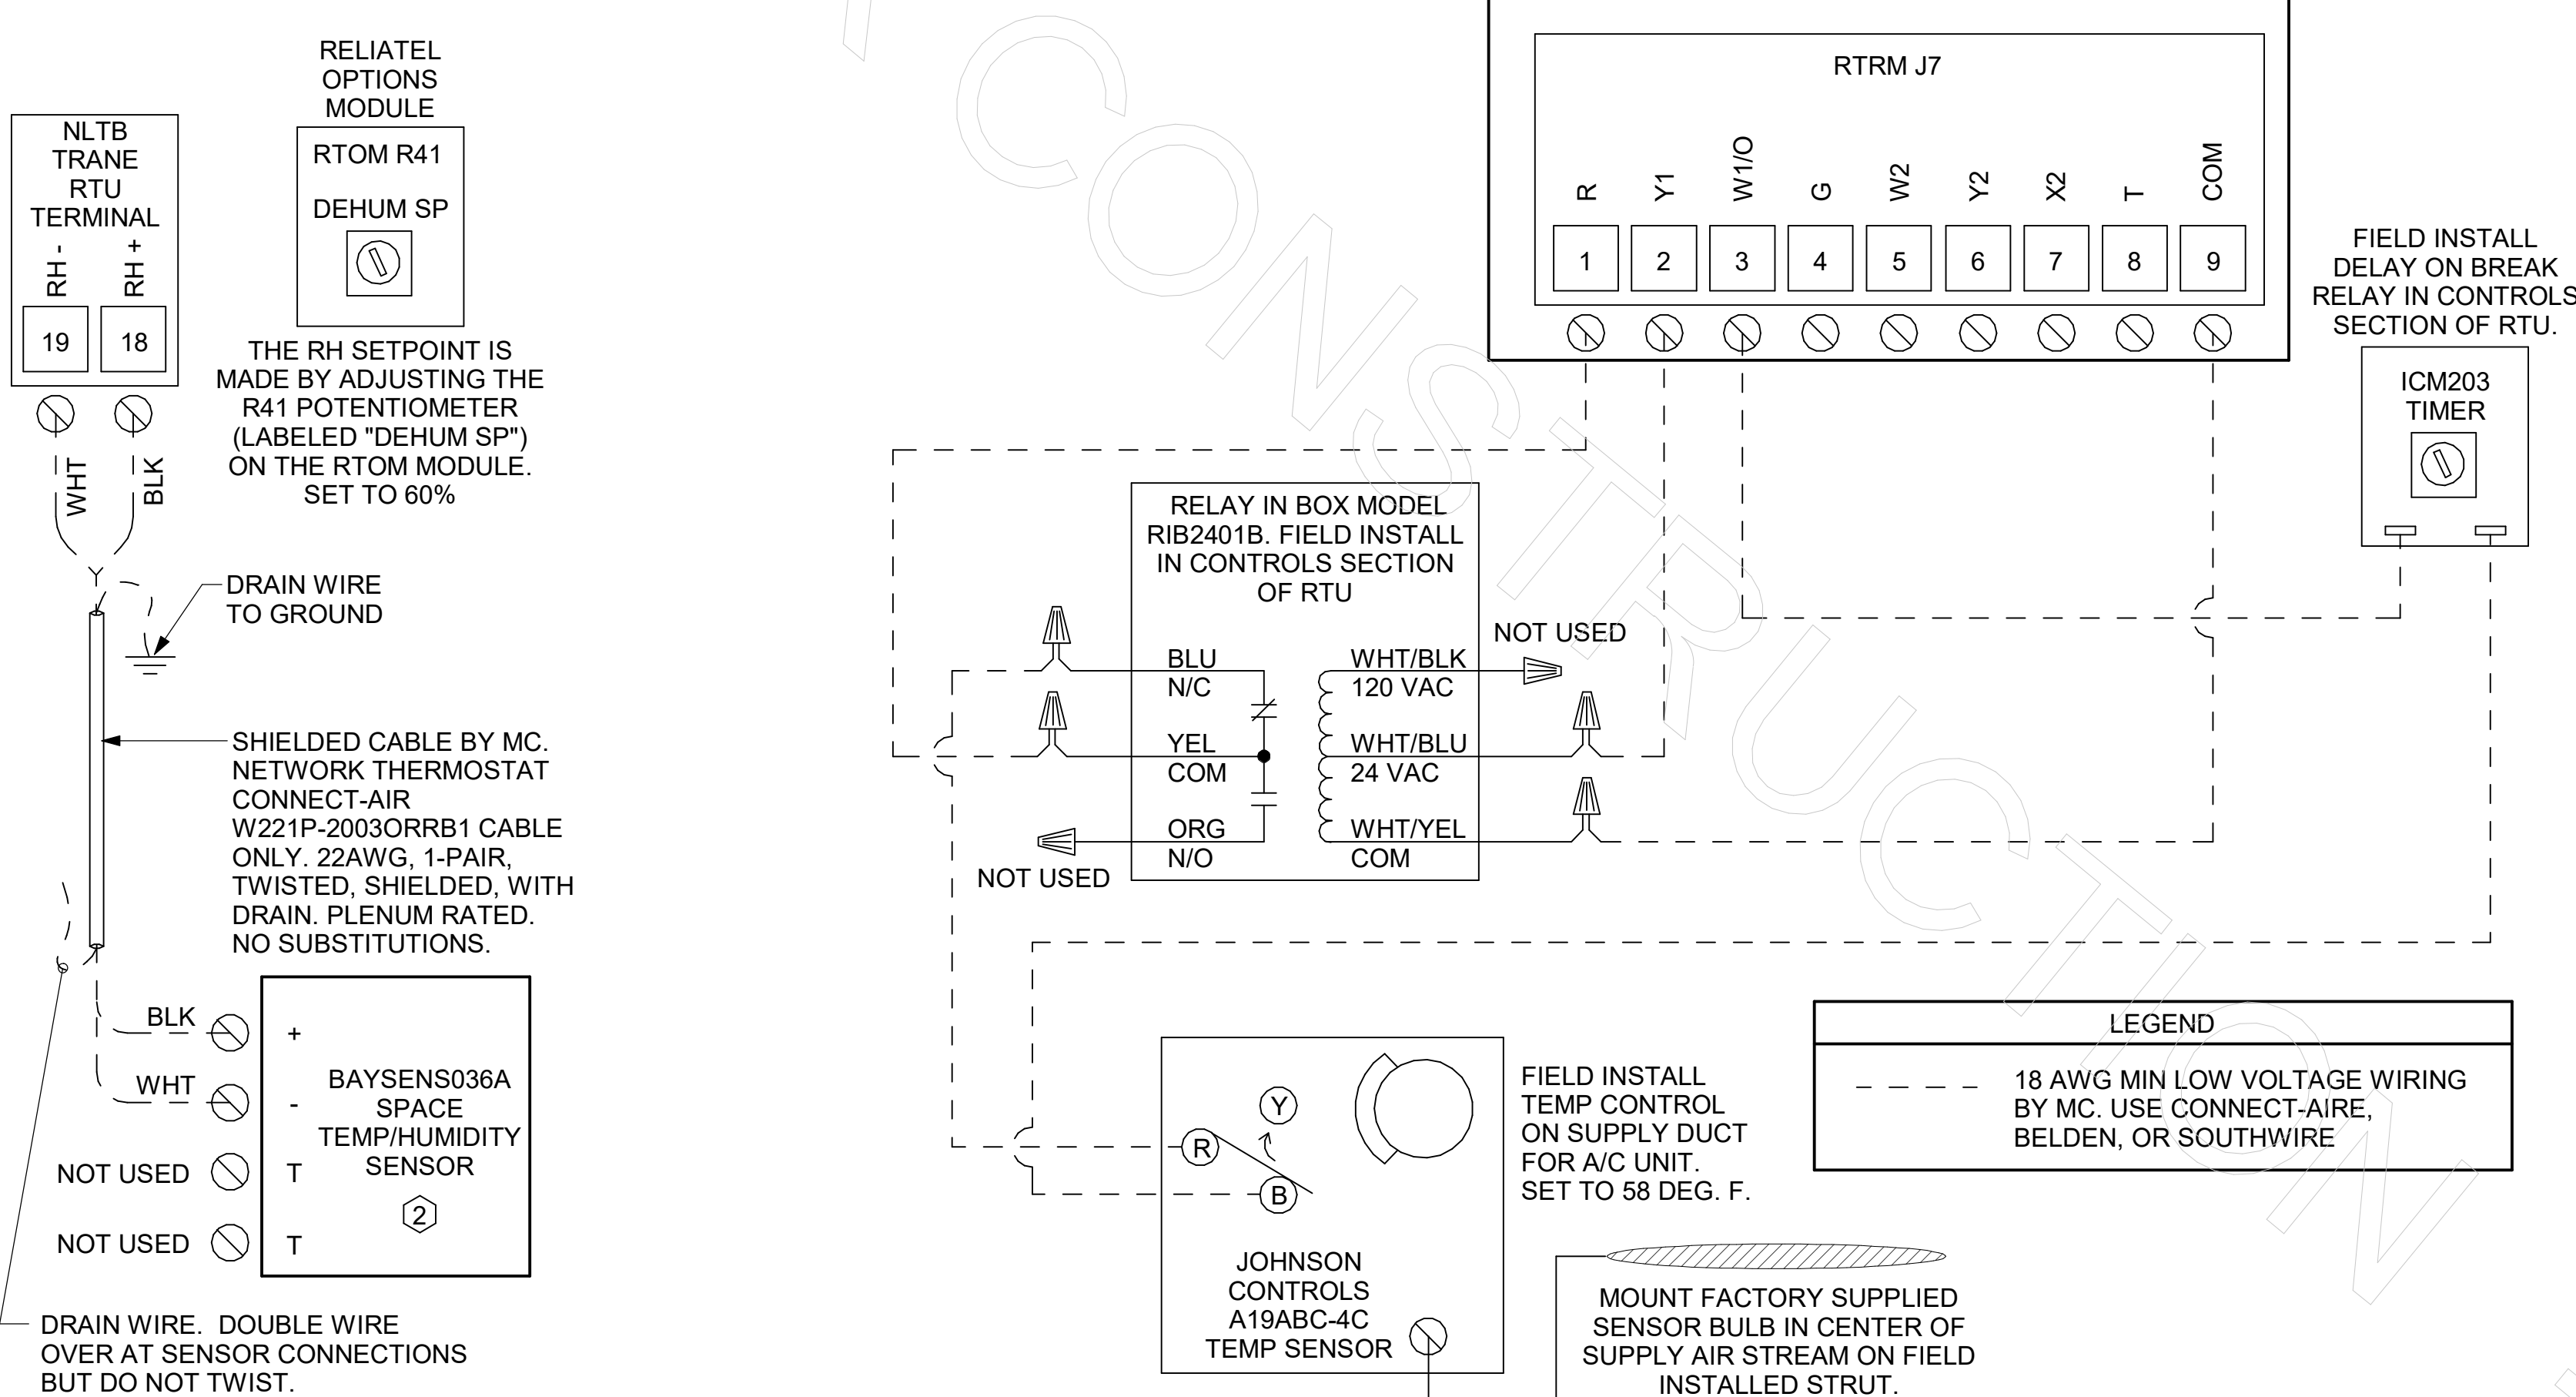 RELIATEL
OPTIONS
MODULE
NLTB
TRANE
RTU
TERMINAL
RH -
RH +
19
18
RTOM R41
DEHUM SP
THE RH SETPOINT IS
MADE BY ADJUSTING THE
R41 POTENTIOMETER
(LABELED "DEHUM SP")
ON THE RTOM MODULE.
SET TO 60%
WHT
BLK
DRAIN WIRE
TO GROUND
SHIELDED CABLE BY MC.
NETWORK THERMOSTAT
CONNECT-AIR
W221P-2003ORRB1 CABLE
ONLY. 22AWG, 1-PAIR,
TWISTED, SHIELDED, WITH
DRAIN. PLENUM RATED.
NO SUBSTITUTIONS.
BLK
WHT
NOT USED
NOT USED
+
-
T
T
BAYSENS036A
SPACE
TEMP/HUMIDITY
SENSOR
2
DRAIN WIRE. DOUBLE WIRE
OVER AT SENSOR CONNECTIONS
BUT DO NOT TWIST.
RTRM J7
R
Y1
W1/O
G
W2
Y2
X2
T
COM
1
2
3
4
5
6
7
8
9
FIELD INSTALL
DELAY ON BREAK
RELAY IN CONTROLS
SECTION OF RTU.
ICM203
TIMER
RELAY IN BOX MODEL
RIB2401B. FIELD INSTALL
IN CONTROLS SECTION
OF RTU
BLU
N/C
YEL
COM
ORG
N/O
WHT/BLK
120 VAC
WHT/BLU
24 VAC
WHT/YEL
COM
NOT USED
NOT USED
R
Y
B
JOHNSON
CONTROLS
A19ABC-4C
TEMP SENSOR
FIELD INSTALL
TEMP CONTROL
ON SUPPLY DUCT
FOR A/C UNIT.
SET TO 58 DEG. F.
MOUNT FACTORY SUPPLIED
SENSOR BULB IN CENTER OF
SUPPLY AIR STREAM ON FIELD
INSTALLED STRUT.
LEGEND
18 AWG MIN LOW VOLTAGE WIRING
BY MC. USE CONNECT-AIRE,
BELDEN, OR SOUTHWIRE
CONSTRUCTION